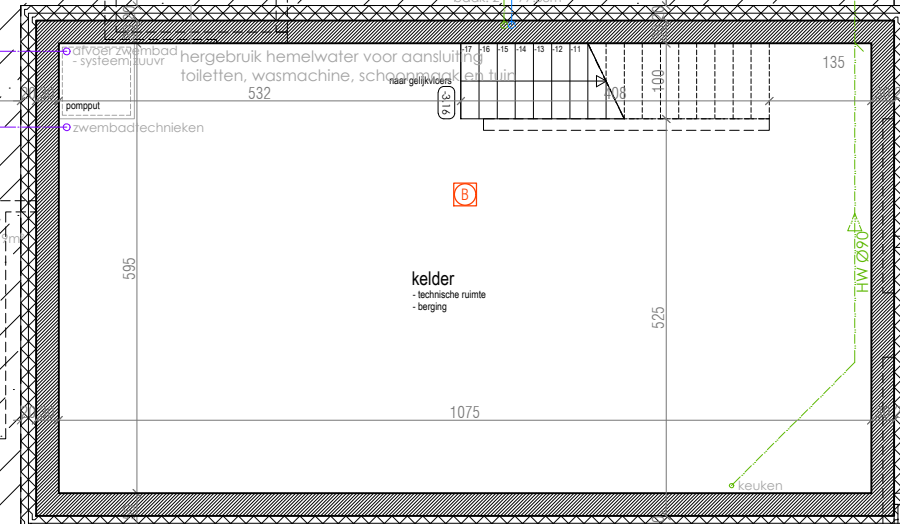 afvoer zwembad
- systeem zuuvr
hergebruik hemelwater voor aansluiting
toiletten, wasmachine, schoonmaak en tuin
-17 -16 -15 -14 -13 -12 -11
135
naar gelijkvloers
100
532
408
-3.16
pompput
zwembadtechnieken
B
HW Ø90
595
kelder
- technische ruimte
- berging
525
1075
keuken